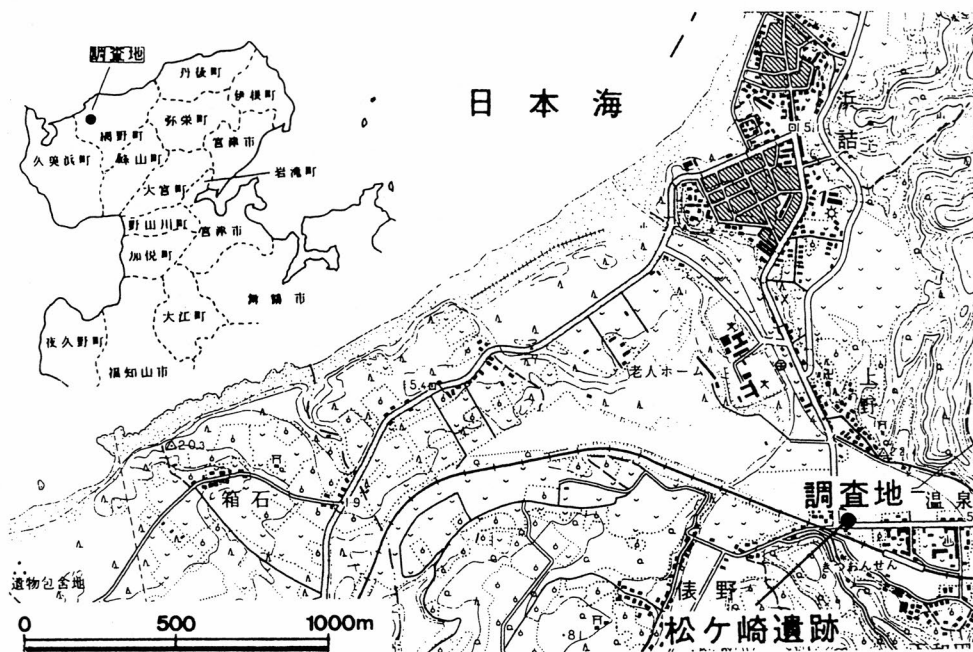 調査地
丹後町
伊根町
網野町
弥栄町
宮津市
久美浜町
峰山町
岩滝町
大宮町
野田川町
宮津市
加悦町
舞鶴市
大江町
夜久野町
福知山市
日本海
浜詰
老人ホーム
上野
箱石
調査地
温泉
おんせん
俵野
遺物包含地
松ケ崎遺跡
0 500 1000m